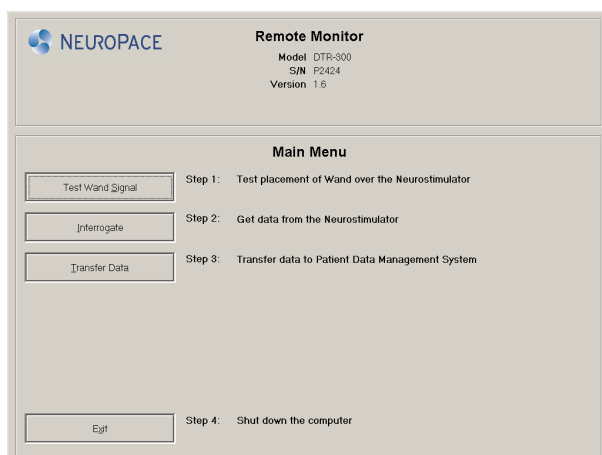 NEUROPACE
Remote Monitor
Model DTR-300
S/N P2424
Version 1.6
Main Menu
Test Wand Signal Step 1: Test placement of Wand over the Neurostimulator
Interrogate Step 2: Get data from the Neurostimulator
Transfer Data Step 3: Transfer data to Patient Data Management System
Exit Step 4: Shut down the computer